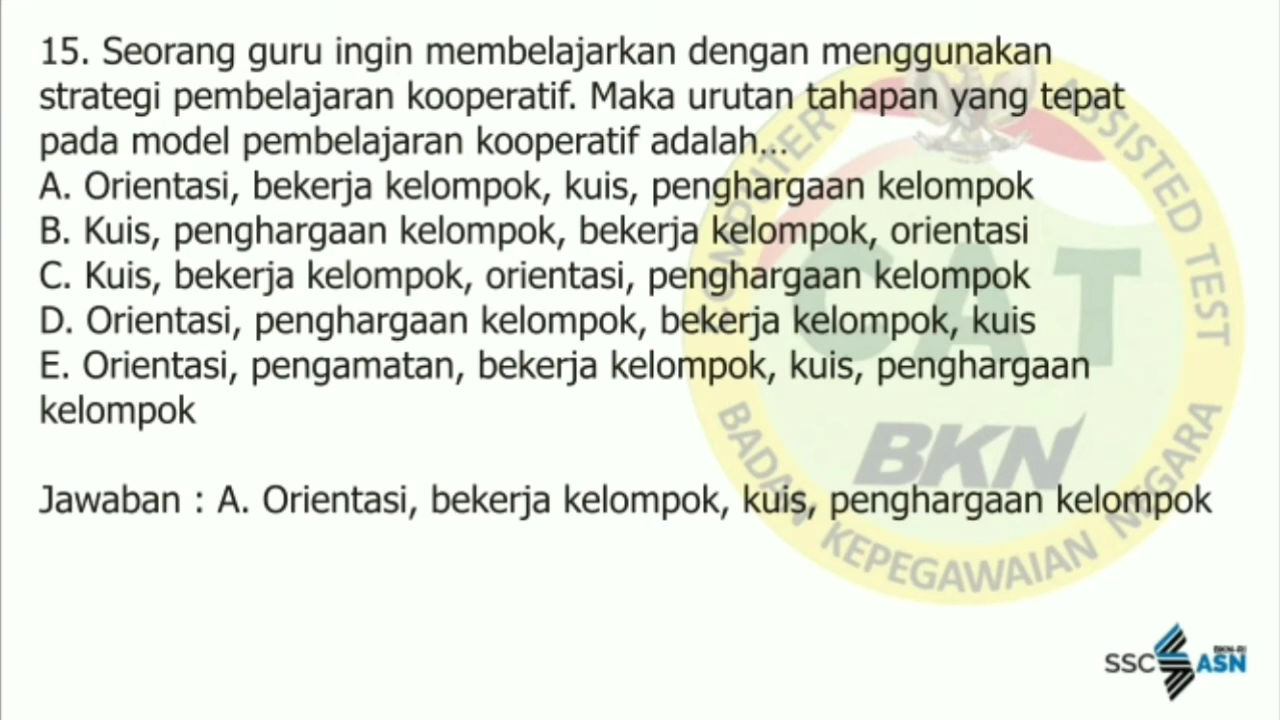 15. Seorang guru ingin membelajarkan dengan menggunakan
strategi pembelajaran kooperatif. Maka urutan tahapan yang tepat
pada model pembelajaran kooperatif adalah...
A. Orientasi, bekerja kelompok, kuis, penghargaan kelompok
B. Kuis, penghargaan kelompok, bekerja kelompok, orientasi
C. Kuis, bekerja kelompok, orientasi, penghargaan kelompok
D. Orientasi, penghargaan kelompok, bekerja kelompok, kuis
E. Orientasi, pengamatan, bekerja kelompok, kuis, penghargaan
kelompok
Jawaban : A. Orientasi, bekerja kelompok, kuis, penghargaan kelompok
COMPUTER ASSISTED TEST
CAT
BKN
BADAN KEPEGAWAIAN NEGARA
BKN-RI
SSC ASN